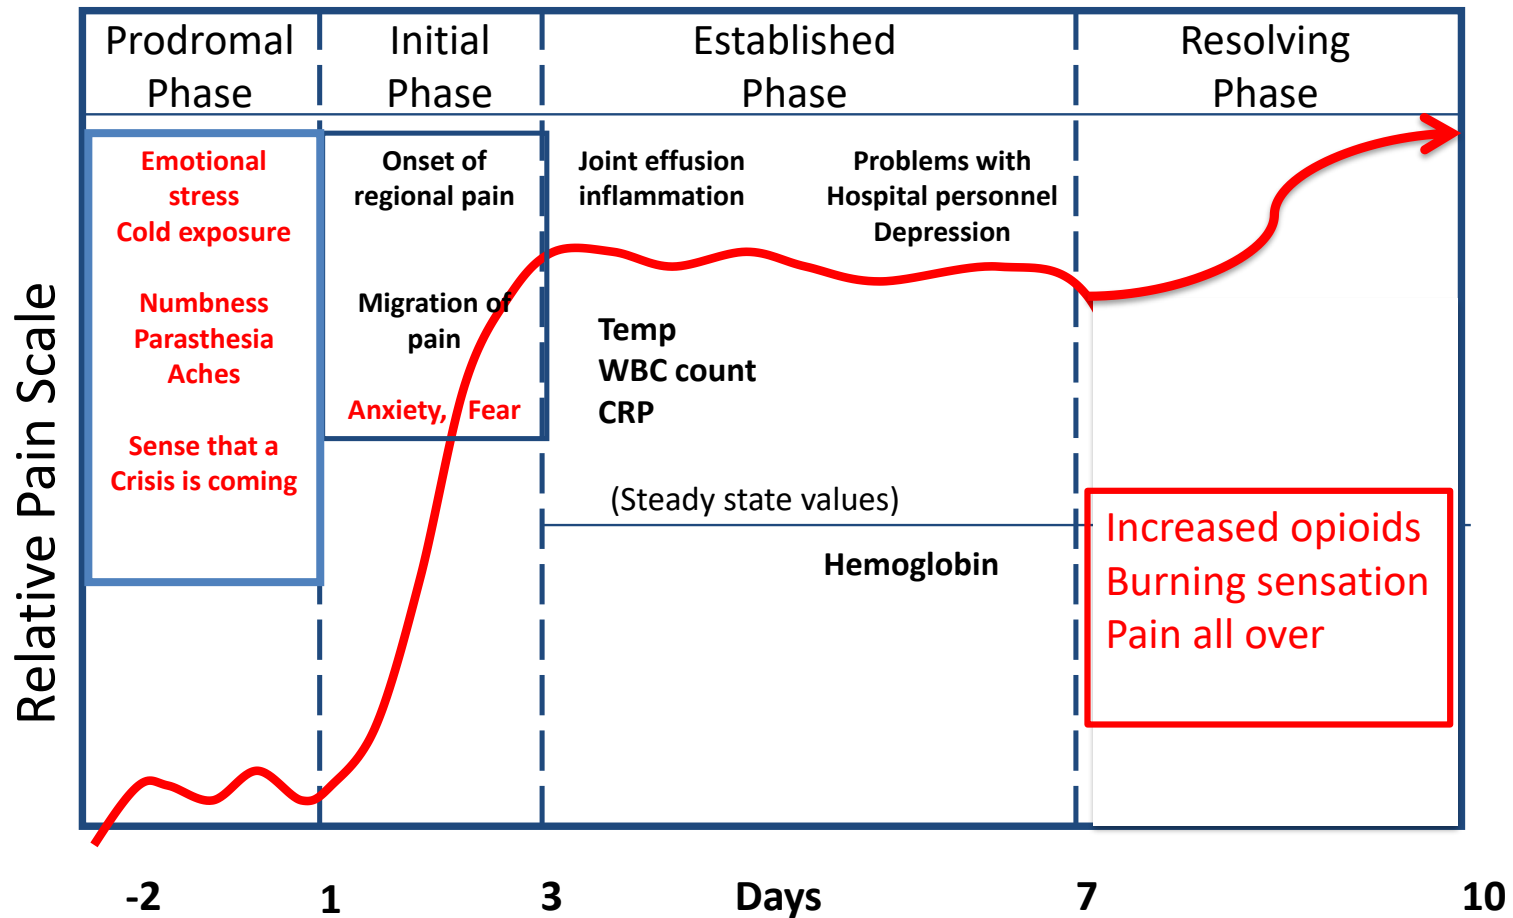 Prodromal
Phase
Initial
Phase
Established
Phase
Resolving
Phase
Relative Pain Scale
Emotional
stress
Cold exposure
Numbness
Parasthesia
Aches
Sense that a
Crisis is coming
Onset of
regional pain
Migration of
pain
Anxiety, Fear
Joint effusion
inflammation
Problems with
Hospital personnel
Depression
Temp
WBC count
CRP
(Steady state values)
Hemoglobin
Increased opioids
Burning sensation
Pain all over
-2 1 3 Days 7 10